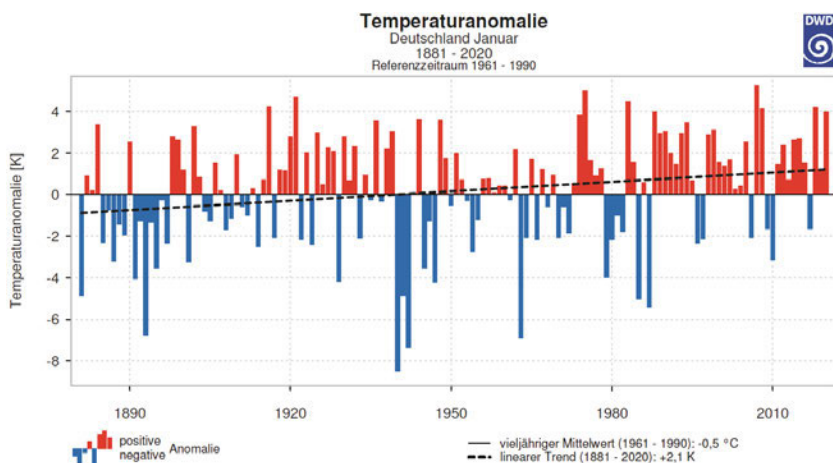 Temperaturanomalie
Deutschland Januar
1881 - 2020
Referenzzeitraum 1961 - 1990
DWD
Temperaturanomalie [K]
4
2
0
-2
-4
-6
-8
1890
1920
1950
1980
2010
positive
negative
Anomalie
vieljähriger Mittelwert (1961 - 1990): -0,5 °C
linearer Trend (1881 - 2020): +2,1 K